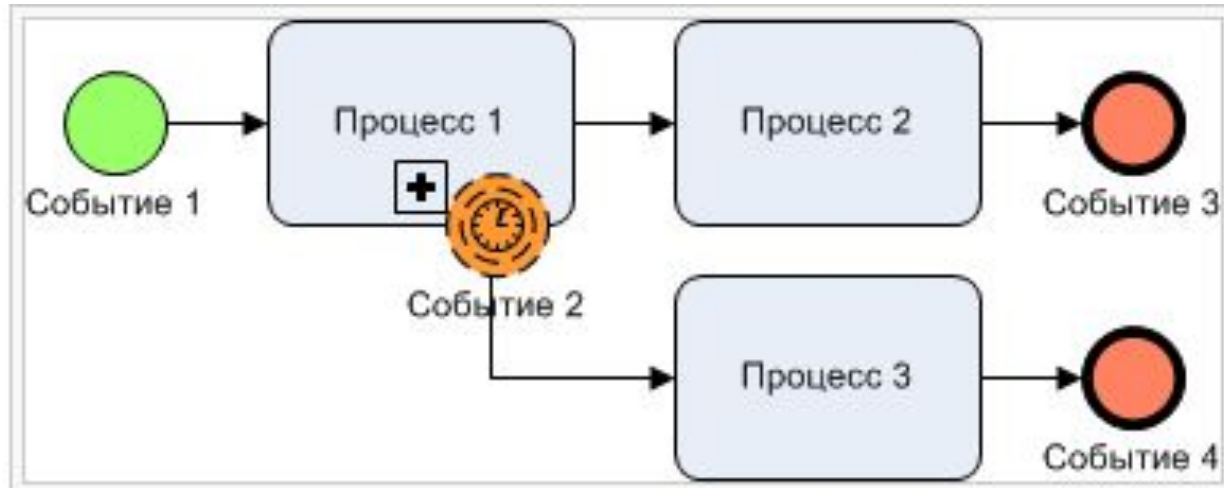 Процесс 1
Процесс 2
Событие 1
Событие 3
Событие 2
Процесс 3
Событие 4